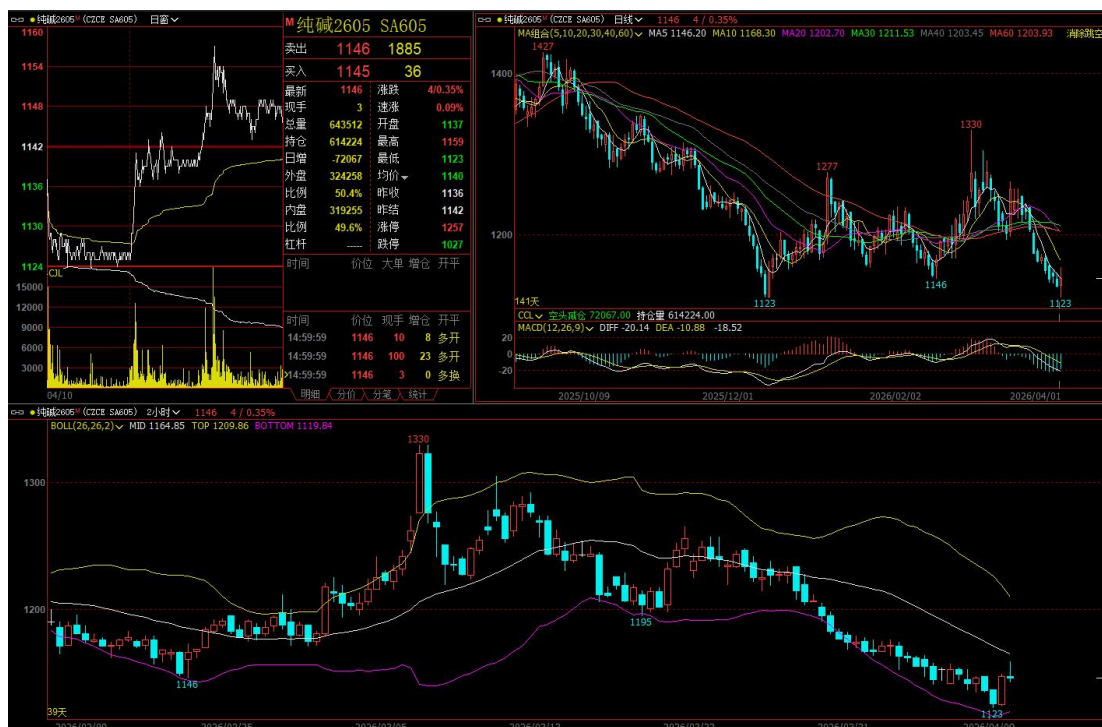 纯碱2605ᴹ (CZCE SA605) 日窗
1160
1154
1148
1142
1136
1130
1124
CJL
15000
12000
9000
6000
3000
04/10
M 纯碱2605 SA605
卖出 1146 1885
买入 1145 36
最新 1146 涨跌 4/0.35%
现手 3 速涨 0.09%
总量 643512 开盘 1137
持仓 614224 最高 1159
日增 -72067 最低 1123
外盘 324258 均价 1140
比例 50.4% 昨收 1136
内盘 319255 昨结 1142
比例 49.6% 涨停 1257
杠杆 ----- 跌停 1027
时间 价位 大单 增仓 开平
时间 价位 现手 增仓 开平
14:59:59 1146 10 8 多开
14:59:59 1146 100 23 多开
14:59:59 1146 3 0 多换
明细 分价 分笔 统计
纯碱2605ᴹ (CZCE SA605) 日线 1146 4 / 0.35%
MA组合(5,10,20,30,40,60) MA5 1146.20 MA10 1168.30 MA20 1202.70 MA30 1211.53 MA40 1203.45 MA60 1203.93 消除跳空
1427
1400
1330
1277
1200
1146
1123
1123
141天
CCL 空头减仓 72067.00 持仓量 614224.00
MACD(12,26,9) DIFF -20.14 DEA -10.88 -18.52
20
0
-20
2025/10/09 2025/12/01 2026/02/02 2026/04/01
纯碱2605ᴹ (CZCE SA605) 2小时 1146 4 / 0.35%
BOLL(26,26,2) MID 1164.85 TOP 1209.86 BOTTOM 1119.84
1330
1300
1200
1195
1146
1123
39天